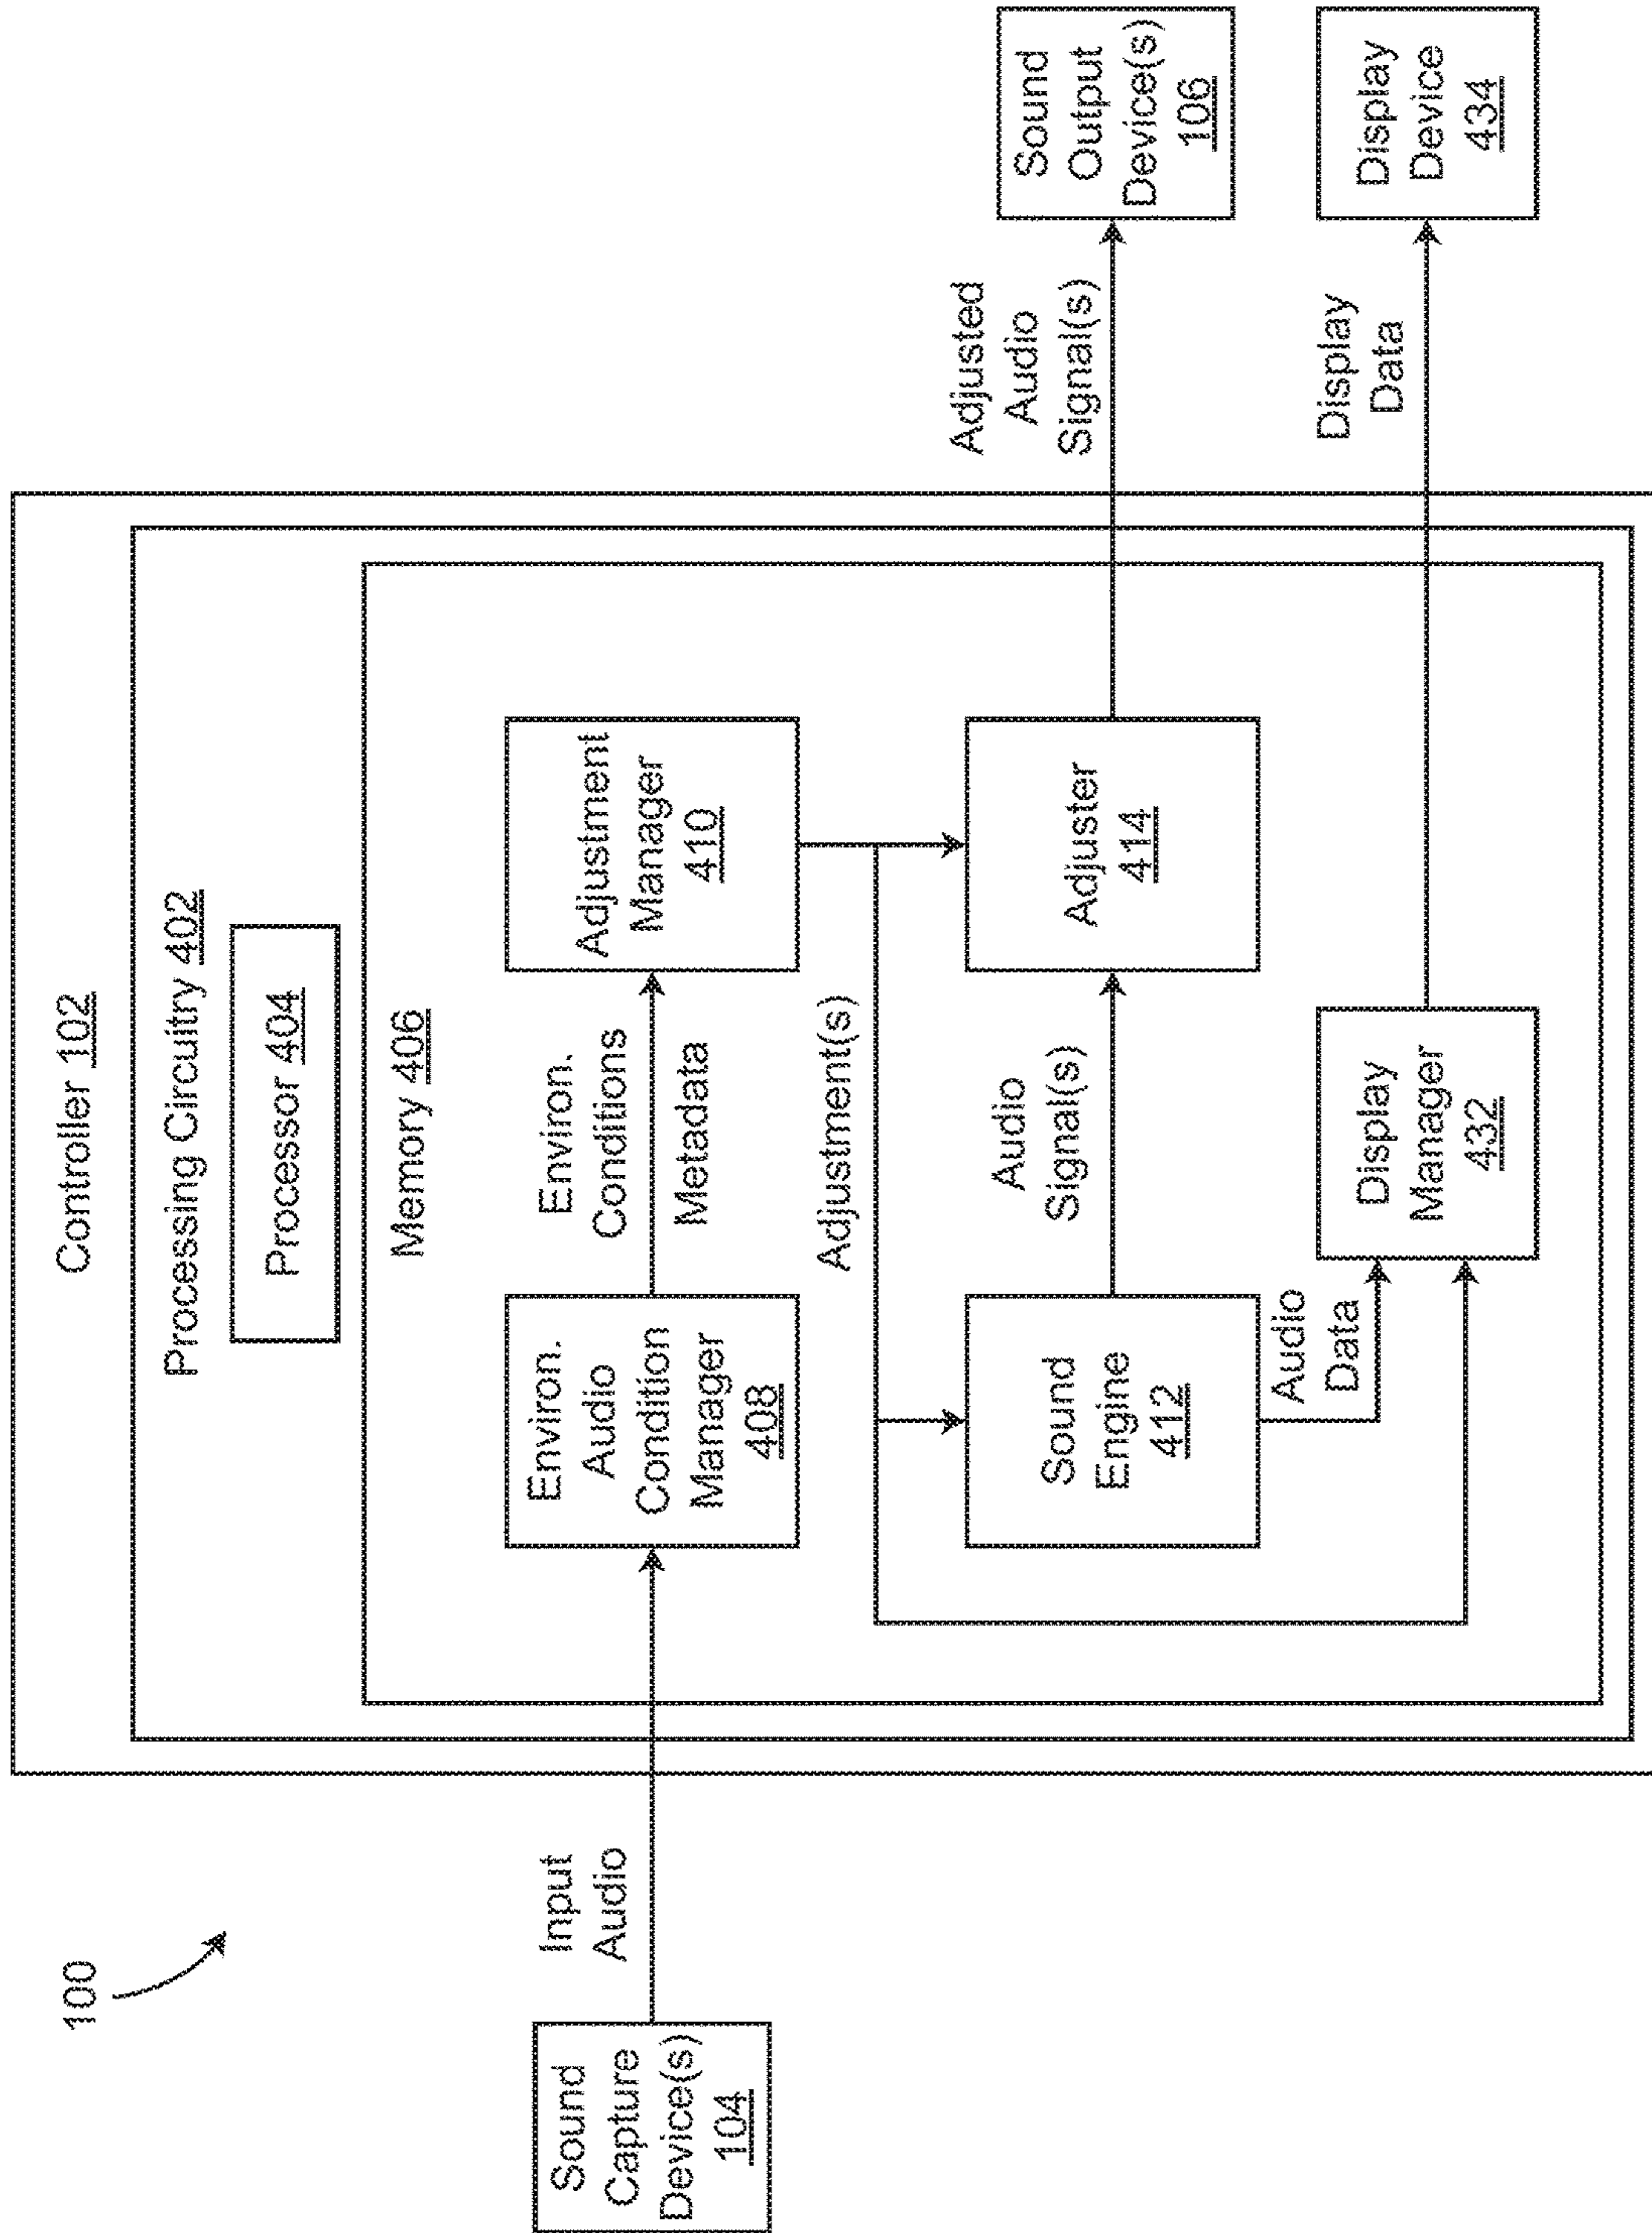 100
Controller 102
Processing Circuitry 402
Processor 404
Memory 406
Sound
Capture
Device(s)
104
Input
Audio
Environ.
Audio
Condition
Manager
408
Environ.
Conditions
Metadata
Adjustment
Manager
410
Adjustment(s)
Sound
Engine
412
Audio
Signal(s)
Adjuster
414
Adjusted
Audio
Signal(s)
Sound
Output
Device(s)
106
Audio
Data
Display
Manager
432
Display
Data
Display
Device
434